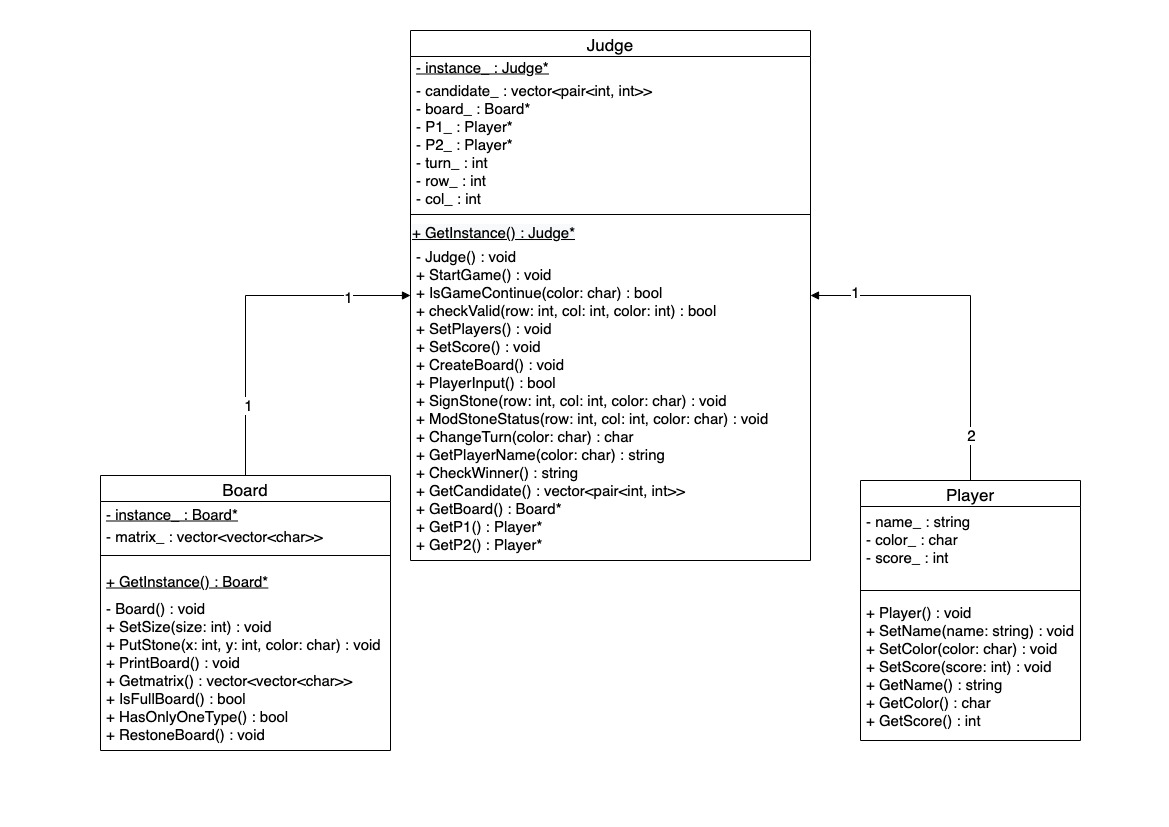 Judge
- instance_ : Judge*
- candidate_ : vector<pair<int, int>>
- board_ : Board*
- P1_ : Player*
- P2_ : Player*
- turn_ : int
- row_ : int
- col_ : int
+ GetInstance() : Judge*
- Judge() : void
+ StartGame() : void
+ IsGameContinue(color: char) : bool
+ checkValid(row: int, col: int, color: int) : bool
+ SetPlayers() : void
+ SetScore() : void
+ CreateBoard() : void
+ PlayerInput() : bool
+ SignStone(row: int, col: int, color: char) : void
+ ModStoneStatus(row: int, col: int, color: char) : void
+ ChangeTurn(color: char) : char
+ GetPlayerName(color: char) : string
+ CheckWinner() : string
+ GetCandidate() : vector<pair<int, int>>
+ GetBoard() : Board*
+ GetP1() : Player*
+ GetP2() : Player*
1
1
1
2
Board
- instance_ : Board*
- matrix_ : vector<vector<char>>
+ GetInstance() : Board*
- Board() : void
+ SetSize(size: int) : void
+ PutStone(x: int, y: int, color: char) : void
+ PrintBoard() : void
+ Getmatrix() : vector<vector<char>>
+ IsFullBoard() : bool
+ HasOnlyOneType() : bool
+ RestoneBoard() : void
Player
- name_ : string
- color_ : char
- score_ : int
+ Player() : void
+ SetName(name: string) : void
+ SetColor(color: char) : void
+ SetScore(score: int) : void
+ GetName() : string
+ GetColor() : char
+ GetScore() : int